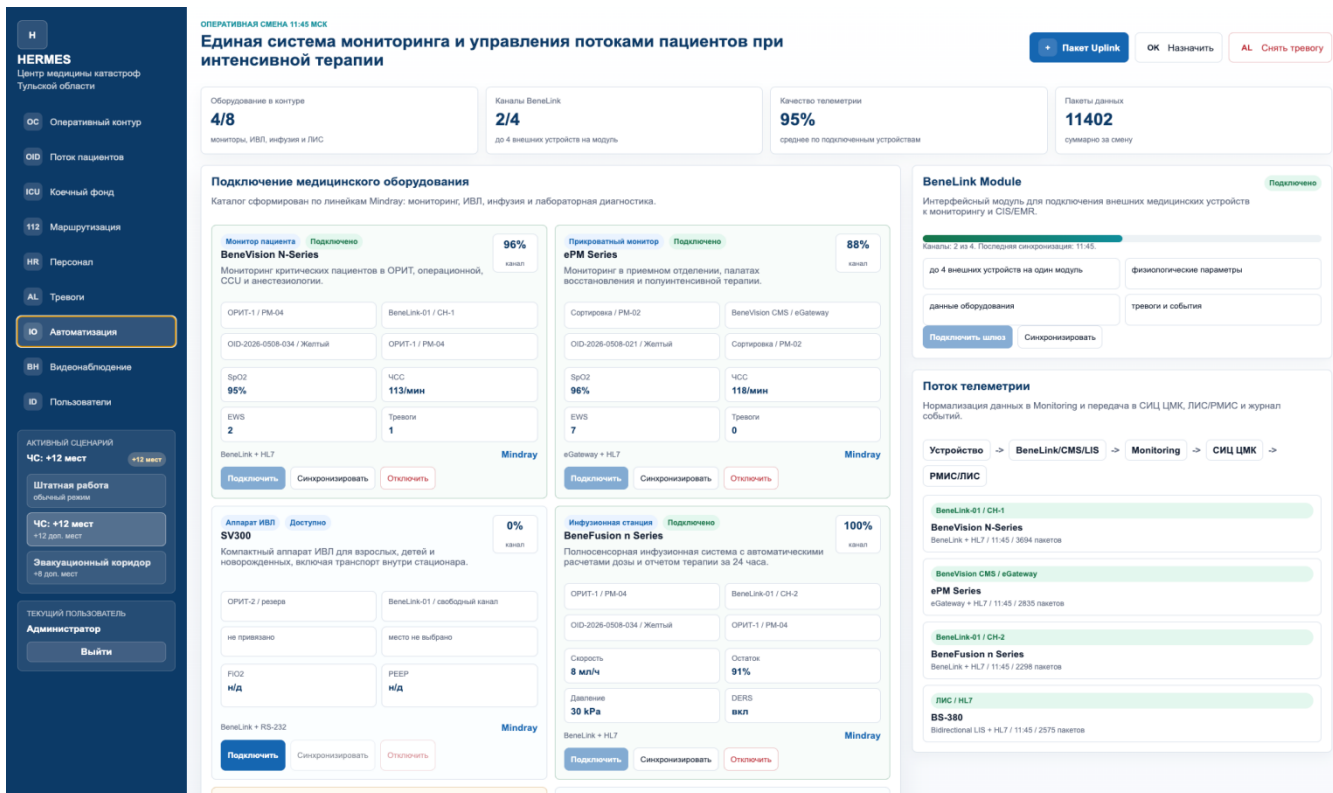 H
HERMES
Центр медицины катастроф
Тульской области
OC Оперативный контур
OID Поток пациентов
ICU Коечный фонд
112 Маршрутизация
HR Персонал
AL Тревоги
IO Автоматизация
ВН Видеонаблюдение
ID Пользователи
АКТИВНЫЙ СЦЕНАРИЙ
ЧС: +12 мест +12 мест
Штатная работа
обычный режим
ЧС: +12 мест
+12 доп. мест
Эвакуационный коридор
+8 доп. мест
ТЕКУЩИЙ ПОЛЬЗОВАТЕЛЬ
Администратор
Выйти
ОПЕРАТИВНАЯ СМЕНА 11:45 МСК
Единая система мониторинга и управления потоками пациентов при
интенсивной терапии
+ Пакет Uplink
OK Назначить
AL Снять тревогу
Оборудование в контуре
4/8
мониторы, ИВЛ, инфузия и ЛИС
Каналы BeneLink
2/4
до 4 внешних устройств на модуль
Качество телеметрии
95%
среднее по подключенным устройствам
Пакеты данных
11402
суммарно за смену
Подключение медицинского оборудования
Каталог сформирован по линейкам Mindray: мониторинг, ИВЛ, инфузия и лабораторная диагностика.
Монитор пациента Подключено
BeneVision N-Series
96%
канал
Мониторинг критических пациентов в ОРИТ, операционной,
CCU и анестезиологии.
ОРИТ-1 / PM-04
BeneLink-01 / CH-1
OID-2026-0508-034 / Желтый
ОРИТ-1 / PM-04
SpO2
95%
ЧСС
113/мин
EWS
2
Тревоги
1
BeneLink + HL7
Mindray
Подключить
Синхронизировать
Отключить
Прикроватный монитор Подключено
ePM Series
88%
канал
Мониторинг в приемном отделении, палатах
восстановления и полуинтенсивной терапии.
Сортировка / PM-02
BeneVision CMS / eGateway
OID-2026-0508-021 / Желтый
Сортировка / PM-02
SpO2
96%
ЧСС
118/мин
EWS
7
Тревоги
0
eGateway + HL7
Mindray
Подключить
Синхронизировать
Отключить
Аппарат ИВЛ Доступно
SV300
0%
канал
Компактный аппарат ИВЛ для взрослых, детей и
новорожденных, включая транспорт внутри стационара.
ОРИТ-2 / резерв
BeneLink-01 / свободный канал
не привязано
место не выбрано
FiO2
н/д
PEEP
н/д
BeneLink + RS-232
Mindray
Подключить
Синхронизировать
Отключить
Инфузионная станция Подключено
BeneFusion n Series
100%
канал
Полносенсорная инфузионная система с автоматическими
расчетами дозы и отчетом терапии за 24 часа.
ОРИТ-1 / PM-04
BeneLink-01 / CH-2
OID-2026-0508-034 / Желтый
ОРИТ-1 / PM-04
Скорость
8 мл/ч
Остаток
91%
Давление
30 kPa
DERS
вкл
BeneLink + HL7
Mindray
Подключить
Синхронизировать
Отключить
BeneLink Module
Подключено
Интерфейсный модуль для подключения внешних медицинских устройств
к мониторингу и CIS/EMR.
Каналы: 2 из 4. Последняя синхронизация: 11:45.
до 4 внешних устройств на один модуль
физиологические параметры
данные оборудования
тревоги и события
Подключить шлюз
Синхронизировать
Поток телеметрии
Нормализация данных в Monitoring и передача в СИЦ ЦМК, ЛИС/РМИС и журнал
событий.
Устройство -> BeneLink/CMS/LIS -> Monitoring -> СИЦ ЦМК ->
РМИС/ЛИС
BeneLink-01 / CH-1
BeneVision N-Series
BeneLink + HL7 / 11:45 / 3694 пакетов
BeneVision CMS / eGateway
ePM Series
eGateway + HL7 / 11:45 / 2835 пакетов
BeneLink-01 / CH-2
BeneFusion n Series
BeneLink + HL7 / 11:45 / 2298 пакетов
ЛИС / HL7
BS-380
Bidirectional LIS + HL7 / 11:45 / 2575 пакетов